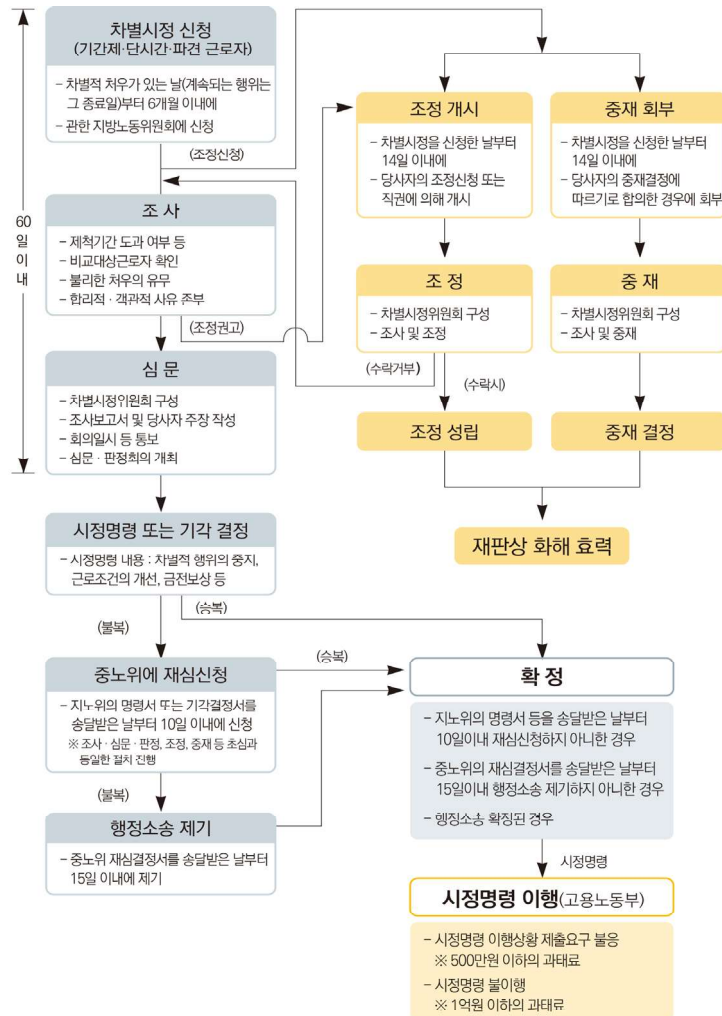 차별시정 신청
(기간제·단시간·파견 근로자)
- 차별적 처우가 있는 날(계속되는 행위는
그 종료일)부터 6개월 이내에
- 관한 지방노동위원회에 신청
(조정신청)
60일 이내
조 사
- 제척기간 도과 여부 등
- 비교대상근로자 확인
- 불리한 처우의 유무
- 합리적·객관적 사유 존부
(조정권고)
심 문
- 차별시정위원회 구성
- 조사보고서 및 당사자 주장 작성
- 회의일시 등 통보
- 심문·판정회의 개최
조정 개시
- 차별시정을 신청한 날부터
14일 이내에
- 당사자의 조정신청 또는
직권에 의해 개시
중재 회부
- 차별시정을 신청한 날부터
14일 이내에
- 당사자의 중재결정에
따르기로 합의한 경우에 회부
조 정
- 차별시정위원회 구성
- 조사 및 조정
(수락거부)
(수락시)
중 재
- 차별시정위원회 구성
- 조사 및 중재
조정 성립
중재 결정
재판상 화해 효력
시정명령 또는 기각 결정
- 시정명령 내용 : 차별적 행위의 중지,
근로조건의 개선, 금전보상 등
(불복)
(승복)
중노위에 재심신청
- 지노위의 명령서 또는 기각결정서를
송달받은 날부터 10일 이내에 신청
※ 조사·심문·판정, 조정, 중재 등 초심과
동일한 절차 진행
(승복)
(불복)
행정소송 제기
- 중노위 재심결정서를 송달받은 날부터
15일 이내에 제기
확 정
- 지노위의 명령서 등을 송달받은 날부터
10일이내 재심신청하지 아니한 경우
- 중노위의 재심결정서를 송달받은 날부터
15일이내 행정소송 제기하지 아니한 경우
- 행정소송 확정된 경우
시정명령
시정명령 이행(고용노동부)
- 시정명령 이행상황 제출요구 불응
※ 500만원 이하의 과태료
- 시정명령 불이행
※ 1억원 이하의 과태료